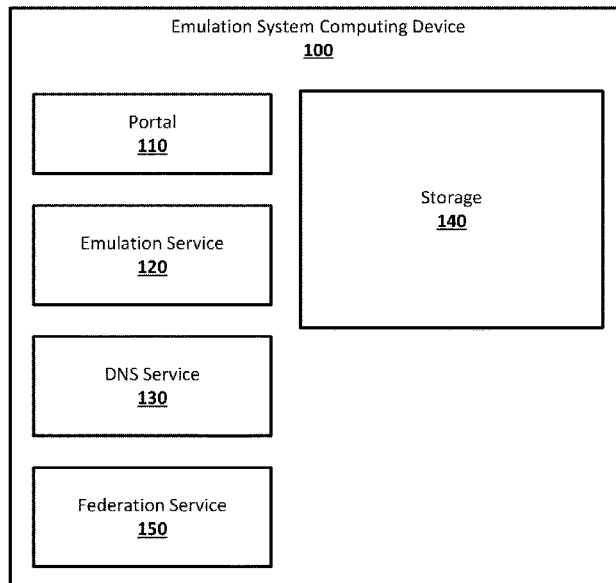 Emulation System Computing Device
100
Portal
110
Emulation Service
120
DNS Service
130
Federation Service
150
Storage
140